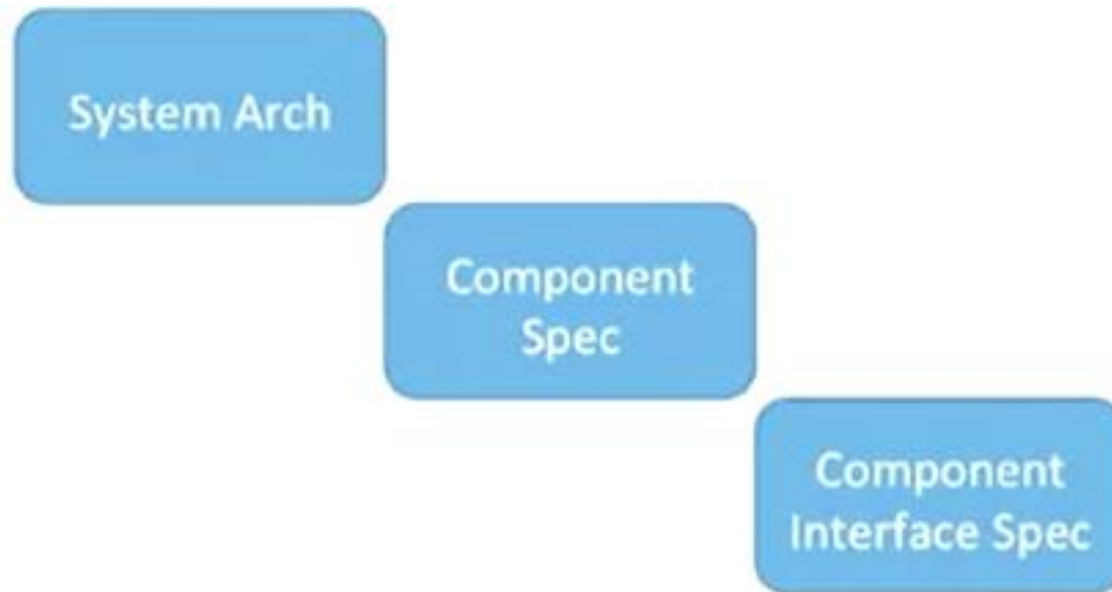 System Arch
Component
Spec
Component
Interface Spec